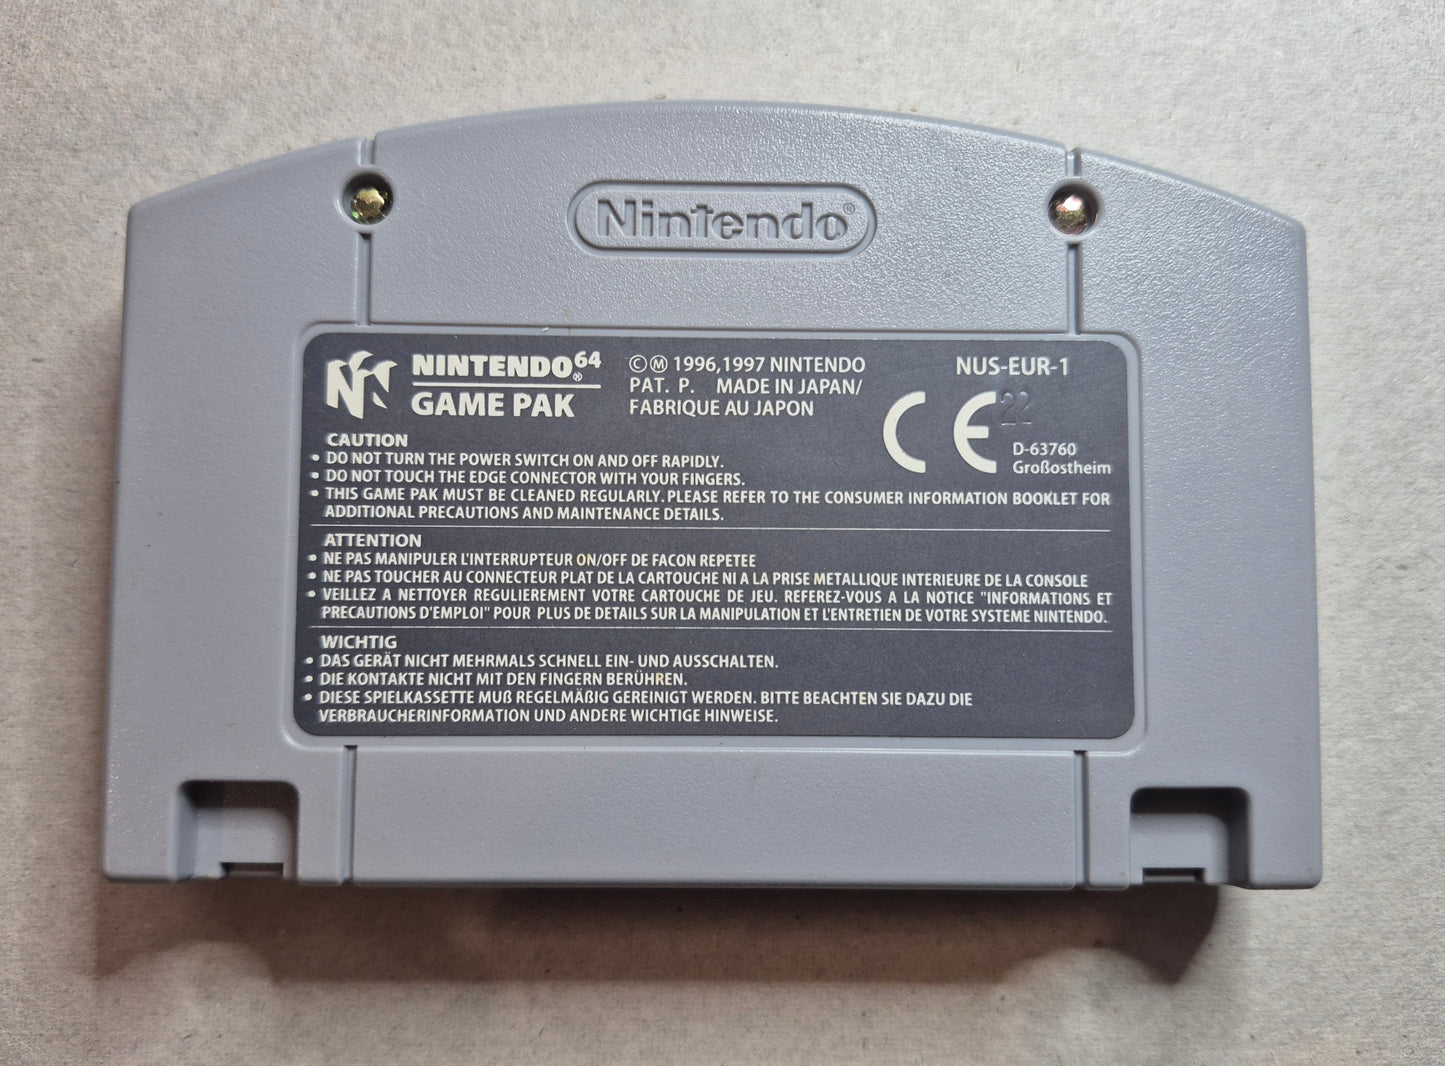 Nintendo®
NINTENDO⁶⁴®
GAME PAK
©Ⓜ 1996,1997 NINTENDO
PAT. P. MADE IN JAPAN/
FABRIQUE AU JAPON
NUS-EUR-1
CE
22
D-63760
Großostheim
CAUTION
• DO NOT TURN THE POWER SWITCH ON AND OFF RAPIDLY.
• DO NOT TOUCH THE EDGE CONNECTOR WITH YOUR FINGERS.
• THIS GAME PAK MUST BE CLEANED REGULARLY. PLEASE REFER TO THE CONSUMER INFORMATION BOOKLET FOR
ADDITIONAL PRECAUTIONS AND MAINTENANCE DETAILS.
ATTENTION
• NE PAS MANIPULER L'INTERRUPTEUR ON/OFF DE FACON REPETEE
• NE PAS TOUCHER AU CONNECTEUR PLAT DE LA CARTOUCHE NI A LA PRISE METALLIQUE INTERIEURE DE LA CONSOLE
• VEILLEZ A NETTOYER REGULIEREMENT VOTRE CARTOUCHE DE JEU. REFEREZ-VOUS A LA NOTICE "INFORMATIONS ET
PRECAUTIONS D'EMPLOI" POUR PLUS DE DETAILS SUR LA MANIPULATION ET L'ENTRETIEN DE VOTRE SYSTEME NINTENDO.
WICHTIG
• DAS GERÄT NICHT MEHRMALS SCHNELL EIN- UND AUSSCHALTEN.
• DIE KONTAKTE NICHT MIT DEN FINGERN BERÜHREN.
• DIESE SPIELKASSETTE MUß REGELMÄßIG GEREINIGT WERDEN. BITTE BEACHTEN SIE DAZU DIE
VERBRAUCHERINFORMATION UND ANDERE WICHTIGE HINWEISE.